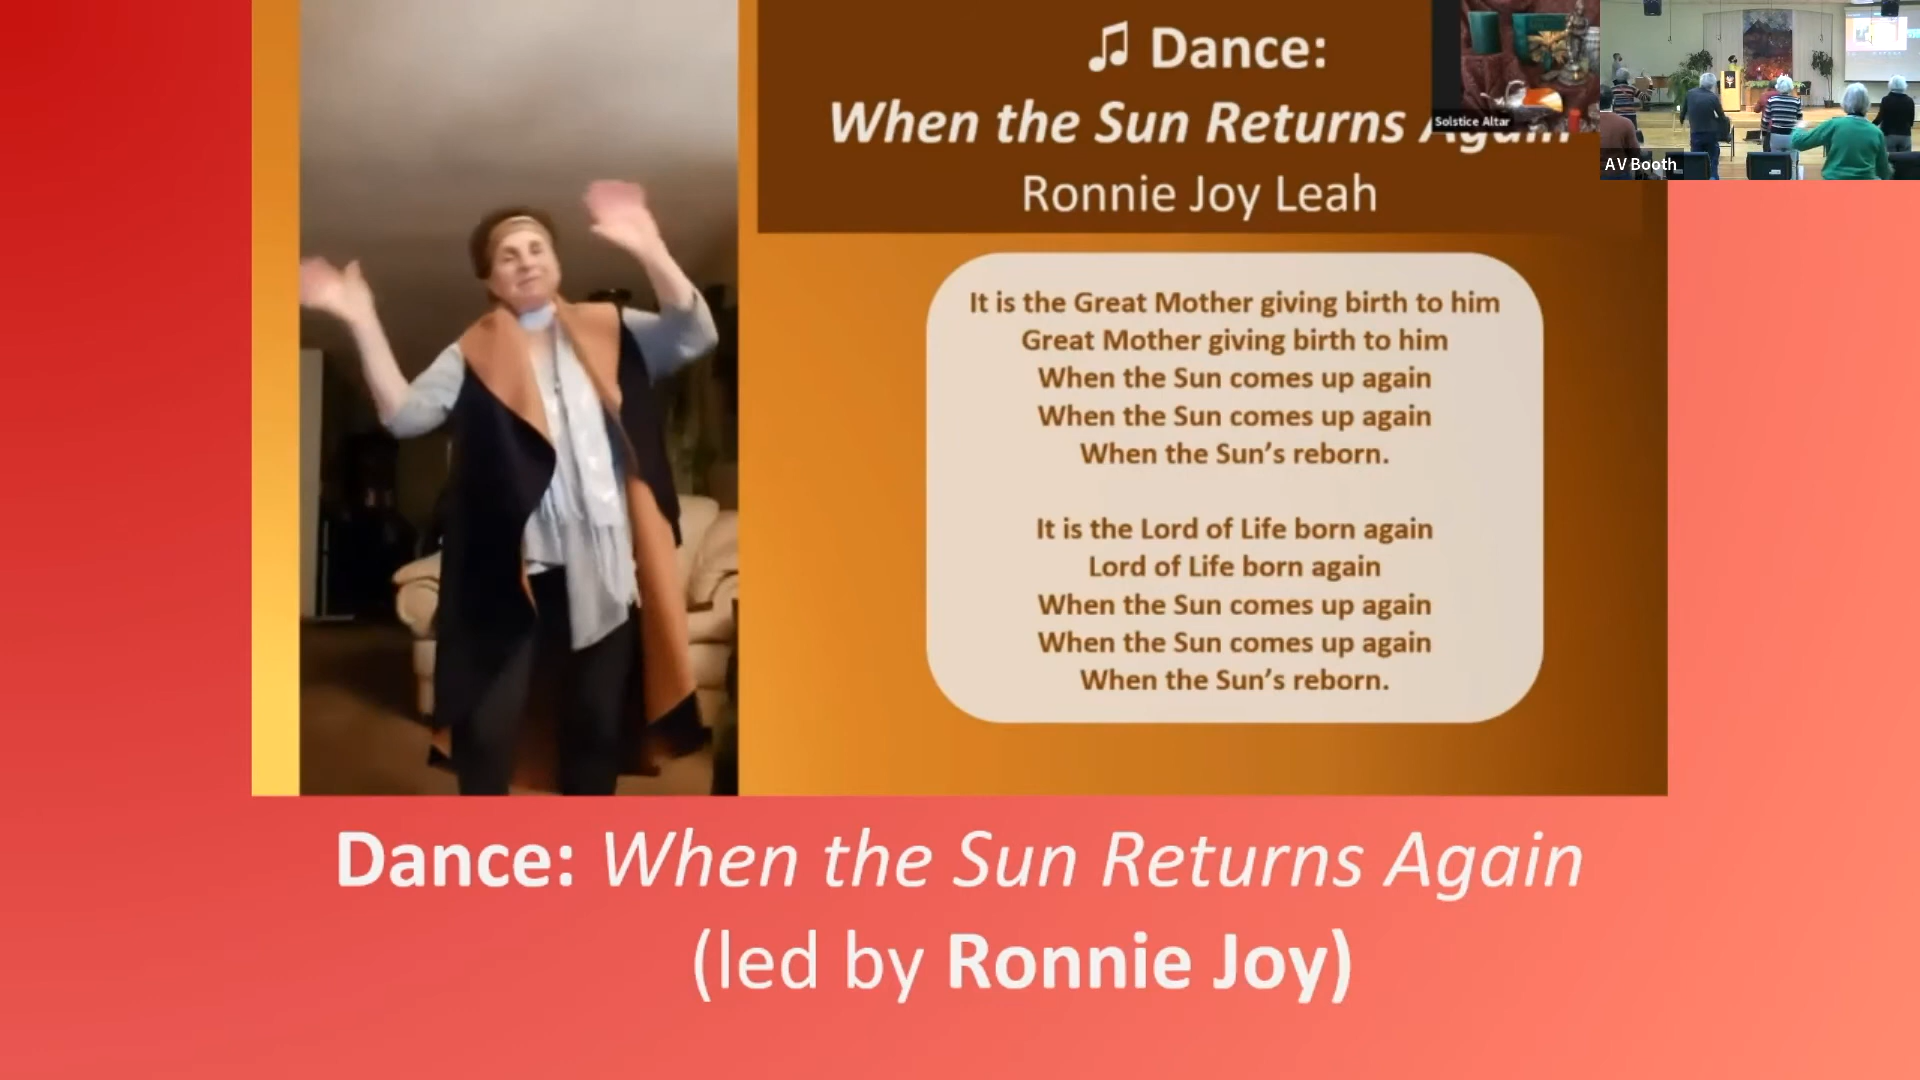 ♫ Dance:
When the Sun Returns Again
Ronnie Joy Leah
Solstice Altar
AV Booth
It is the Great Mother giving birth to him
Great Mother giving birth to him
When the Sun comes up again
When the Sun comes up again
When the Sun’s reborn.
It is the Lord of Life born again
Lord of Life born again
When the Sun comes up again
When the Sun comes up again
When the Sun’s reborn.
Dance: When the Sun Returns Again
(led by Ronnie Joy)